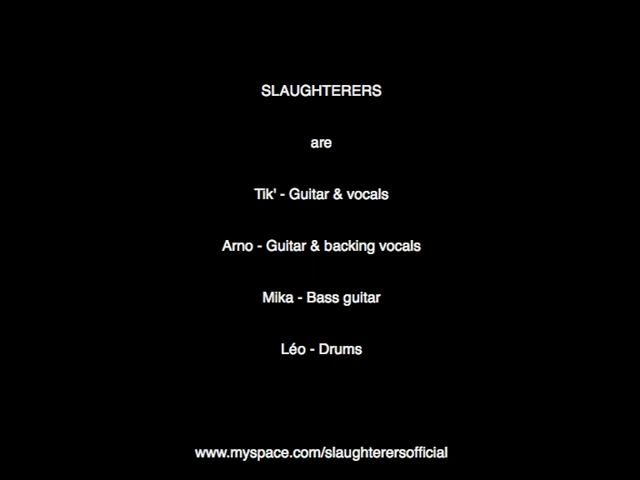 SLAUGHTERERS
are
Tik' - Guitar & vocals
Arno - Guitar & backing vocals
Mika - Bass guitar
Léo - Drums
www.myspace.com/slaughterersofficial